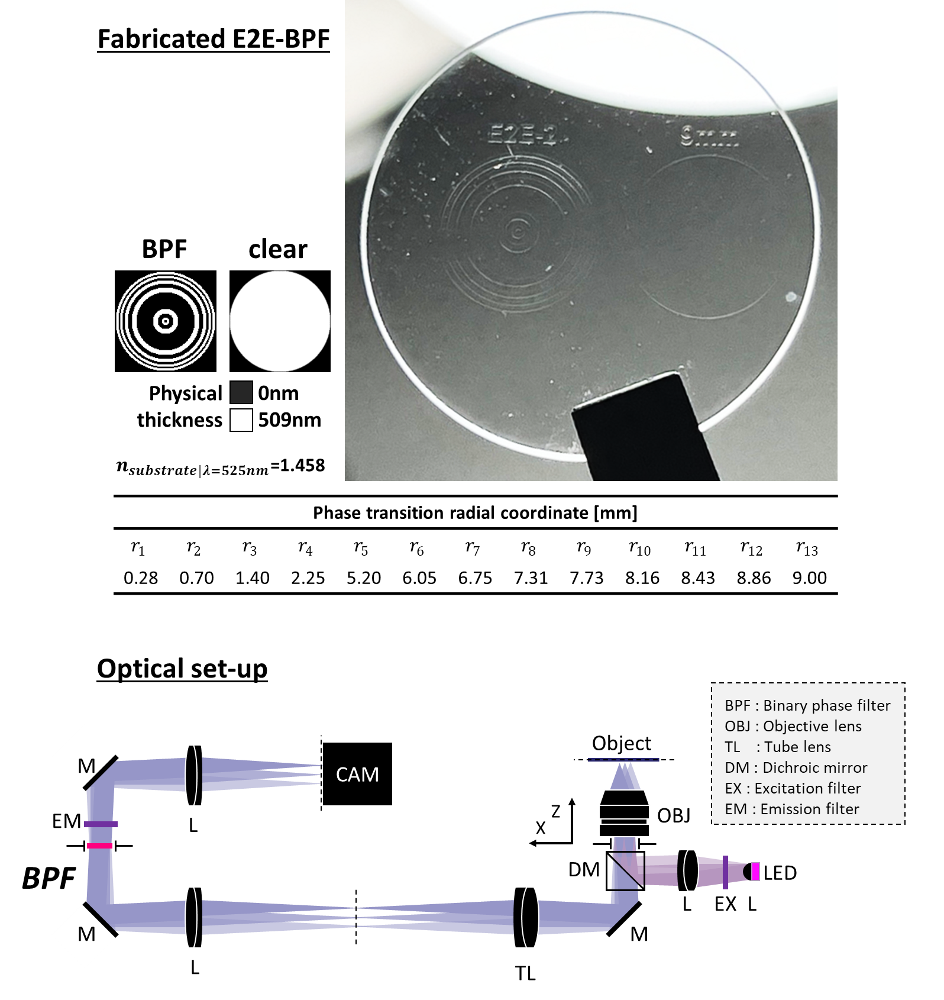 Fabricated E2E-BPF
E2E-2
9mm
BPF
clear
Physical thickness
0nm
509nm
n_substrate|λ=525nm=1.458
Phase transition radial coordinate [mm]
r₁ r₂ r₃ r₄ r₅ r₆ r₇ r₈ r₉ r₁₀ r₁₁ r₁₂ r₁₃
0.28 0.70 1.40 2.25 5.20 6.05 6.75 7.31 7.73 8.16 8.43 8.86 9.00
Optical set-up
BPF : Binary phase filter
OBJ : Objective lens
TL : Tube lens
DM : Dichroic mirror
EX : Excitation filter
EM : Emission filter
M
CAM
Object
EM
L
Z
X
OBJ
BPF
DM
LED
L
EX
L
M
L
TL
M